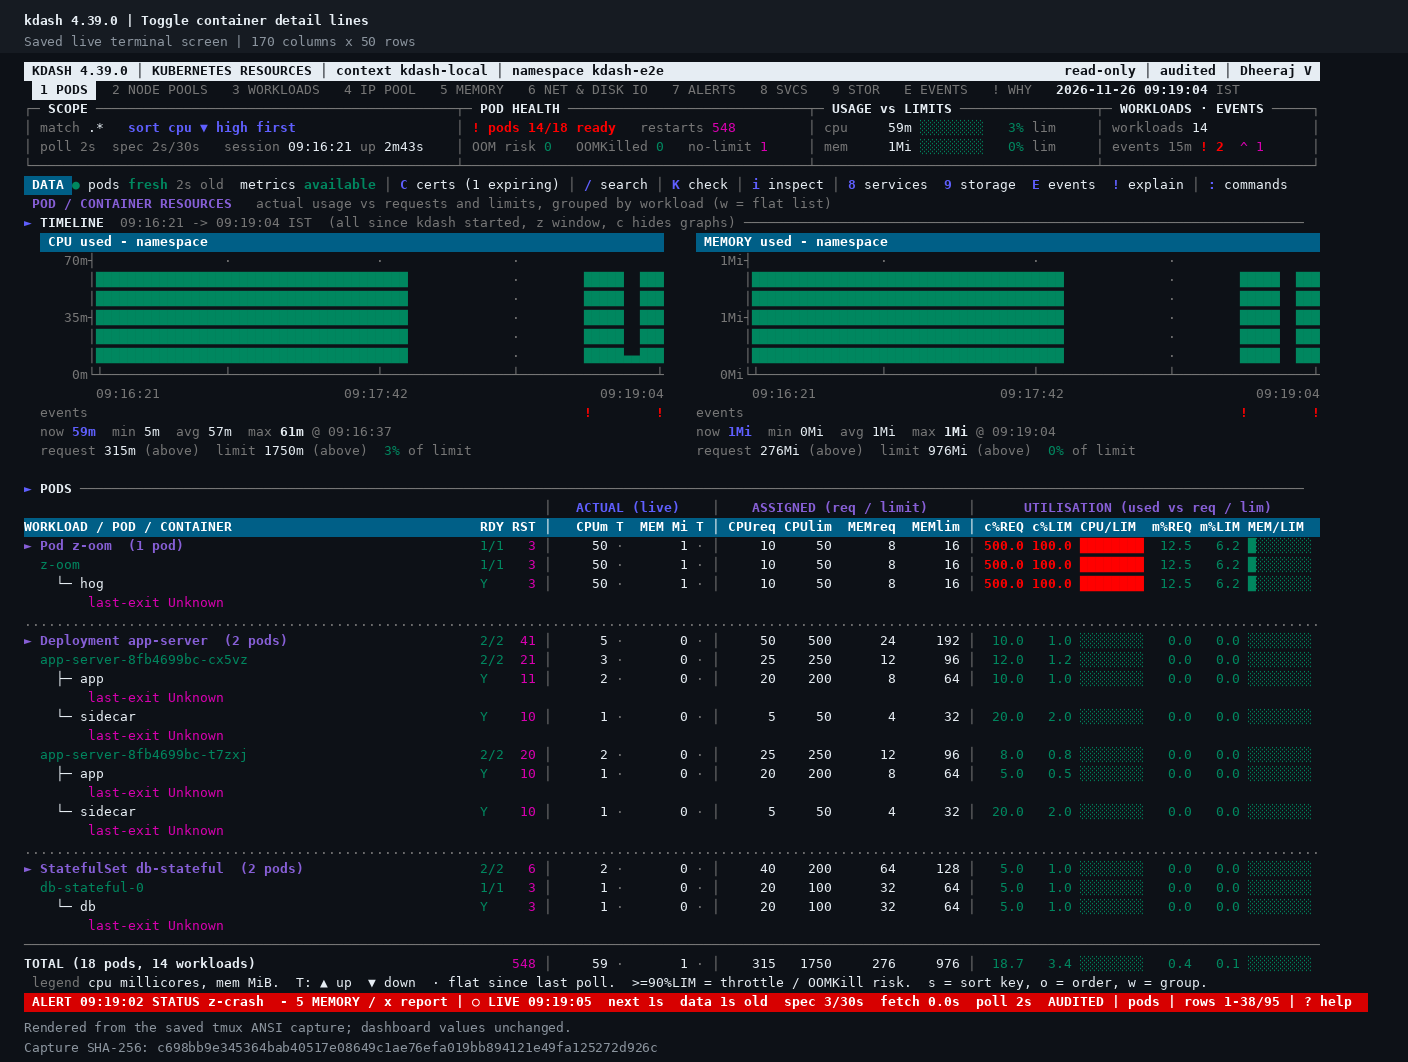 kdash 4.39.0 | Toggle container detail lines
Saved live terminal screen | 170 columns x 50 rows
KDASH 4.39.0 │ KUBERNETES RESOURCES │ context kdash-local │ namespace kdash-e2e read-only │ audited │ Dheeraj V
1 PODS 2 NODE POOLS 3 WORKLOADS 4 IP POOL 5 MEMORY 6 NET & DISK IO 7 ALERTS 8 SVCS 9 STOR E EVENTS ! WHY 2026-11-26 09:19:04 IST
SCOPE POD HEALTH USAGE vs LIMITS WORKLOADS · EVENTS
│ match .* sort cpu ▼ high first │ ! pods 14/18 ready restarts 548 │ cpu 59m ░░░░░░░░ 3% lim │ workloads 14 │
│ poll 2s spec 2s/30s session 09:16:21 up 2m43s │ OOM risk 0 OOMKilled 0 no-limit 1 │ mem 1Mi ░░░░░░░░ 0% lim │ events 15m ! 2 ^ 1 │
DATA ● pods fresh 2s old metrics available │ C certs (1 expiring) │ / search │ K check │ i inspect │ 8 services 9 storage E events ! explain │ : commands
POD / CONTAINER RESOURCES actual usage vs requests and limits, grouped by workload (w = flat list)
► TIMELINE 09:16:21 -> 09:19:04 IST (all since kdash started, z window, c hides graphs)
CPU used - namespace MEMORY used - namespace
70m 1Mi
35m 1Mi
0m 0Mi
09:16:21 09:17:42 09:19:04 09:16:21 09:17:42 09:19:04
events ! ! events ! !
now 59m min 5m avg 57m max 61m @ 09:16:37 now 1Mi min 0Mi avg 1Mi max 1Mi @ 09:19:04
request 315m (above) limit 1750m (above) 3% of limit request 276Mi (above) limit 976Mi (above) 0% of limit
► PODS
│ ACTUAL (live) │ ASSIGNED (req / limit) │ UTILISATION (used vs req / lim)
WORKLOAD / POD / CONTAINER RDY RST │ CPUm T MEM Mi T │ CPUreq CPUlim MEMreq MEMlim │ c%REQ c%LIM CPU/LIM m%REQ m%LIM MEM/LIM
► Pod z-oom (1 pod) 1/1 3 │ 50 · 1 · │ 10 50 8 16 │ 500.0 100.0 ████████ 12.5 6.2 █░░░░░░░
z-oom 1/1 3 │ 50 · 1 · │ 10 50 8 16 │ 500.0 100.0 ████████ 12.5 6.2 █░░░░░░░
└─ hog Y 3 │ 50 · 1 · │ 10 50 8 16 │ 500.0 100.0 ████████ 12.5 6.2 █░░░░░░░
last-exit Unknown
► Deployment app-server (2 pods) 2/2 41 │ 5 · 0 · │ 50 500 24 192 │ 10.0 1.0 ░░░░░░░░ 0.0 0.0 ░░░░░░░░
app-server-8fb4699bc-cx5vz 2/2 21 │ 3 · 0 · │ 25 250 12 96 │ 12.0 1.2 ░░░░░░░░ 0.0 0.0 ░░░░░░░░
├─ app Y 11 │ 2 · 0 · │ 20 200 8 64 │ 10.0 1.0 ░░░░░░░░ 0.0 0.0 ░░░░░░░░
last-exit Unknown
└─ sidecar Y 10 │ 1 · 0 · │ 5 50 4 32 │ 20.0 2.0 ░░░░░░░░ 0.0 0.0 ░░░░░░░░
last-exit Unknown
app-server-8fb4699bc-t7zxj 2/2 20 │ 2 · 0 · │ 25 250 12 96 │ 8.0 0.8 ░░░░░░░░ 0.0 0.0 ░░░░░░░░
├─ app Y 10 │ 1 · 0 · │ 20 200 8 64 │ 5.0 0.5 ░░░░░░░░ 0.0 0.0 ░░░░░░░░
last-exit Unknown
└─ sidecar Y 10 │ 1 · 0 · │ 5 50 4 32 │ 20.0 2.0 ░░░░░░░░ 0.0 0.0 ░░░░░░░░
last-exit Unknown
► StatefulSet db-stateful (2 pods) 2/2 6 │ 2 · 0 · │ 40 200 64 128 │ 5.0 1.0 ░░░░░░░░ 0.0 0.0 ░░░░░░░░
db-stateful-0 1/1 3 │ 1 · 0 · │ 20 100 32 64 │ 5.0 1.0 ░░░░░░░░ 0.0 0.0 ░░░░░░░░
└─ db Y 3 │ 1 · 0 · │ 20 100 32 64 │ 5.0 1.0 ░░░░░░░░ 0.0 0.0 ░░░░░░░░
last-exit Unknown
TOTAL (18 pods, 14 workloads) 548 │ 59 · 1 · │ 315 1750 276 976 │ 18.7 3.4 ░░░░░░░░ 0.4 0.1 ░░░░░░░░
legend cpu millicores, mem MiB. T: ▲ up ▼ down · flat since last poll. >=90%LIM = throttle / OOMKill risk. s = sort key, o = order, w = group.
ALERT 09:19:02 STATUS z-crash - 5 MEMORY / x report | ○ LIVE 09:19:05 next 1s data 1s old spec 3/30s fetch 0.0s poll 2s AUDITED | pods | rows 1-38/95 | ? help
Rendered from the saved tmux ANSI capture; dashboard values unchanged.
Capture SHA-256: c698bb9e345364bab40517e08649c1ae76efa019bb894121e49fa125272d926c